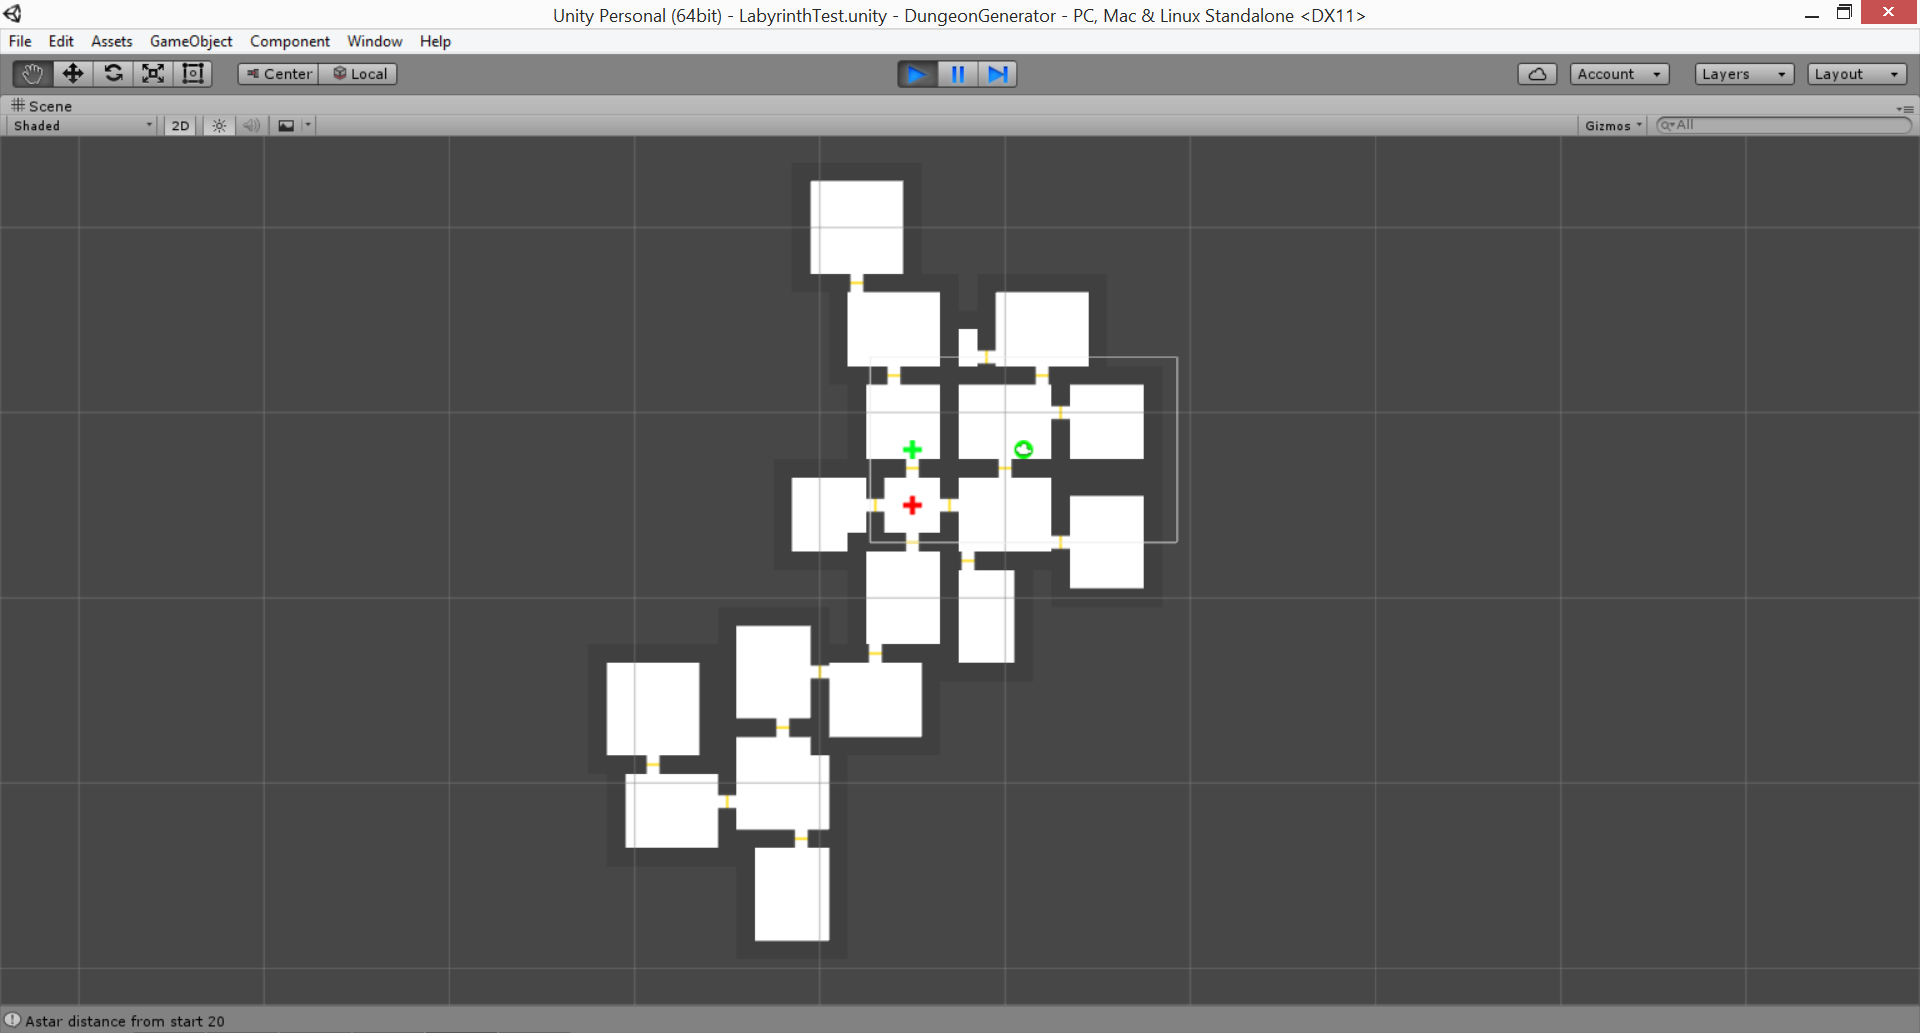 Unity Personal (64bit) - LabyrinthTest.unity - DungeonGenerator - PC, Mac & Linux Standalone <DX11>
File Edit Assets GameObject Component Window Help
Center Local Account Layers Layout
Scene
Shaded 2D Gizmos All
Astar distance from start 20